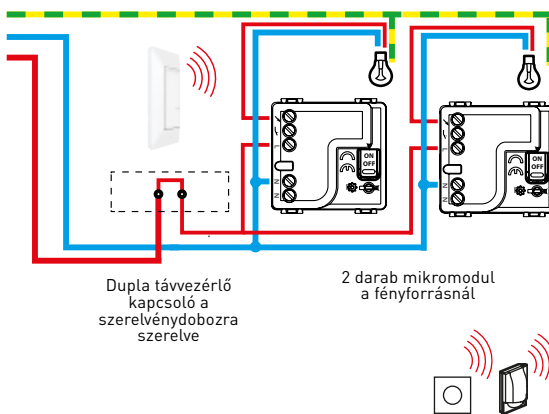 ON
OFF
L
N
N
ON
OFF
L
N
N
Dupla távvezérlő
kapcsoló a
szerelvénydobozra
szerelve
2 darab mikromodul
a fényforrásnál